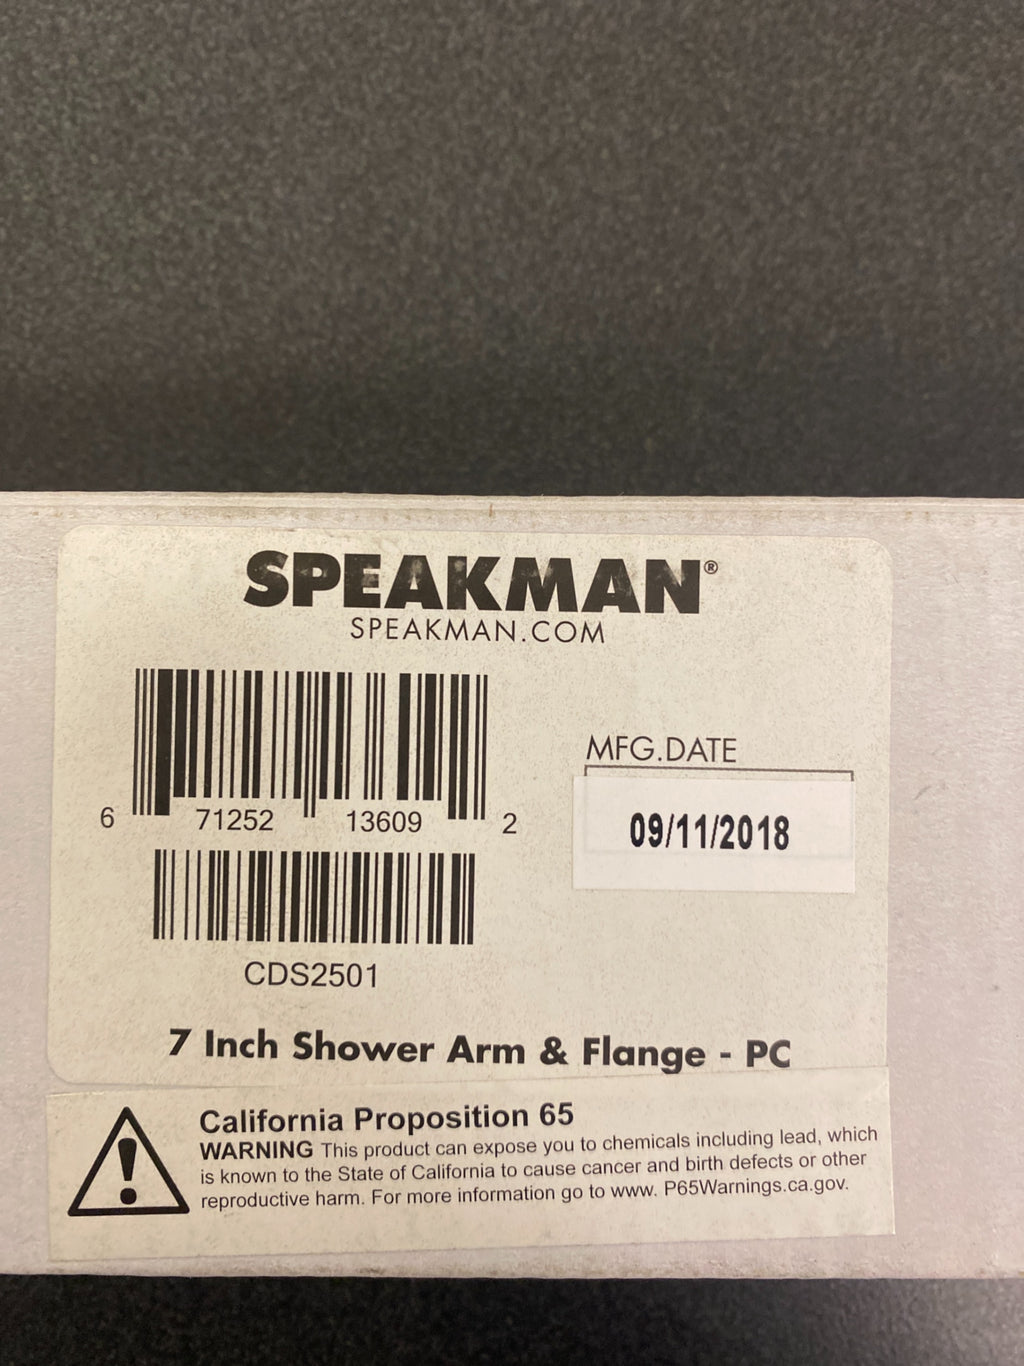 SPEAKMAN®
SPEAKMAN.COM
6 71252 13609 2
MFG.DATE
09/11/2018
CDS2501
7 Inch Shower Arm & Flange - PC
California Proposition 65
WARNING This product can expose you to chemicals including lead, which
is known to the State of California to cause cancer and birth defects or other
reproductive harm. For more information go to www. P65Warnings.ca.gov.